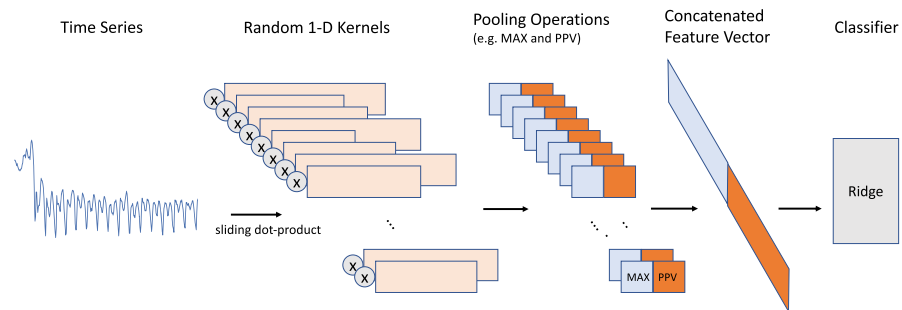 Time Series
Random 1-D Kernels
Pooling Operations
(e.g. MAX and PPV)
Concatenated
Feature Vector
Classifier
X
X
X
X
X
X
X
X
sliding dot-product
X
X
MAX
PPV
Ridge